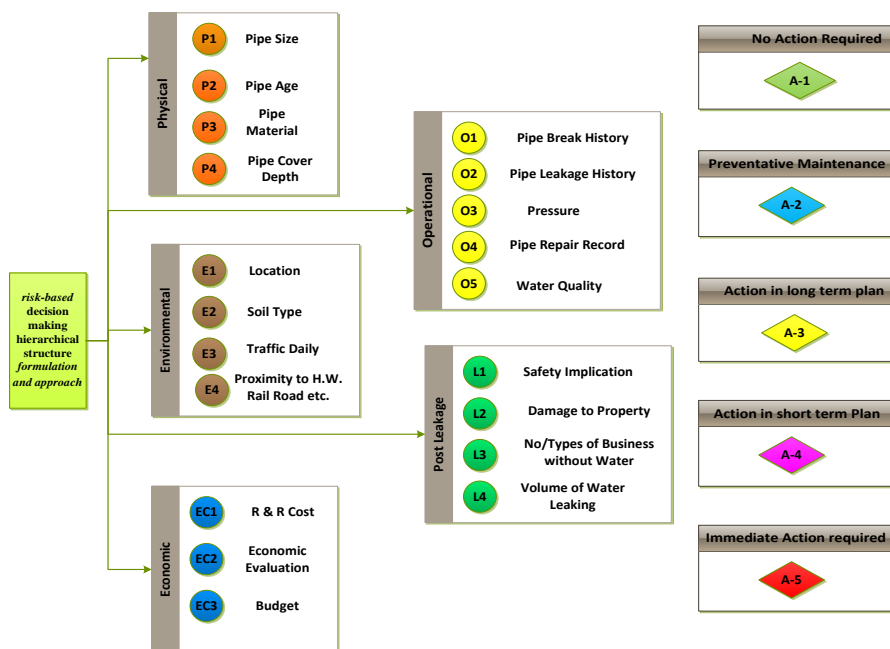 risk-based
decision
making
hierarchical
structure
formulation
and approach
Physical
P1 Pipe Size
P2 Pipe Age
P3 Pipe
Material
P4 Pipe Cover
Depth
Environmental
E1 Location
E2 Soil Type
E3 Traffic Daily
E4 Proximity to H.W.
Rail Road etc.
Economic
EC1 R & R Cost
EC2 Economic
Evaluation
EC3 Budget
Operational
O1 Pipe Break History
O2 Pipe Leakage History
O3 Pressure
O4 Pipe Repair Record
O5 Water Quality
Post Leakage
L1 Safety Implication
L2 Damage to Property
L3 No/Types of Business
without Water
L4 Volume of Water
Leaking
No Action Required
A-1
Preventative Maintenance
A-2
Action in long term plan
A-3
Action in short term Plan
A-4
Immediate Action required
A-5